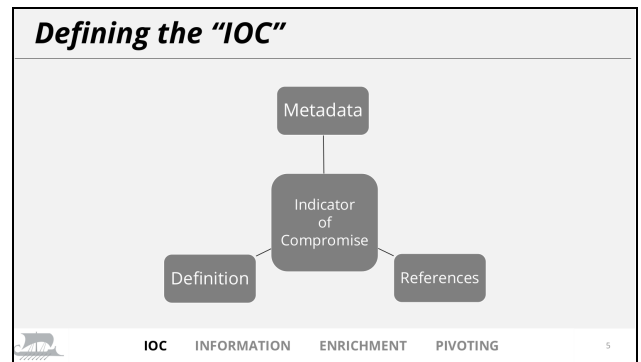 Defining the “IOC”
Metadata
Indicator
of
Compromise
Definition
References
IOC INFORMATION ENRICHMENT PIVOTING 5